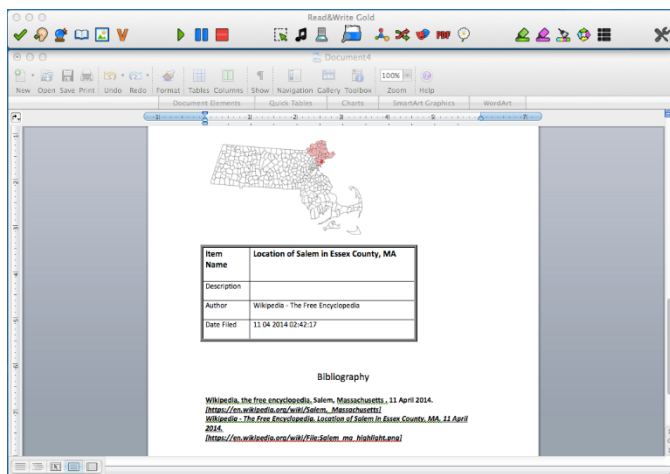 Read&Write Gold
PDF
Document4
100%
New Open Save Print Undo Redo Format Tables Columns Show Navigation Gallery Toolbox Zoom Help
Document Elements Quick Tables Charts SmartArt Graphics WordArt
Item Name Location of Salem in Essex County, MA
Description
Author Wikipedia - The Free Encyclopedia
Date Filed 11 04 2014 02:42:17
Bibliography
Wikipedia, the free encyclopedia. Salem, Massachusetts , 11 April 2014.
[https://en.wikipedia.org/wiki/Salem,_Massachusetts]
Wikipedia - The Free Encyclopedia. Location of Salem in Essex County, MA, 11 April
2014.
[https://en.wikipedia.org/wiki/File:Salem_ma_highlight.png]